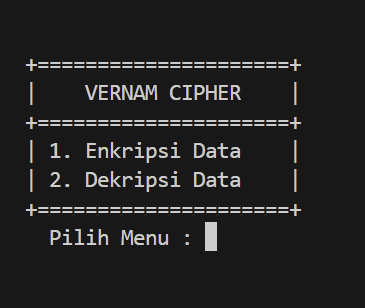 +=====================+
|    VERNAM CIPHER    |
+=====================+
| 1. Enkripsi Data    |
| 2. Dekripsi Data    |
+=====================+
  Pilih Menu :